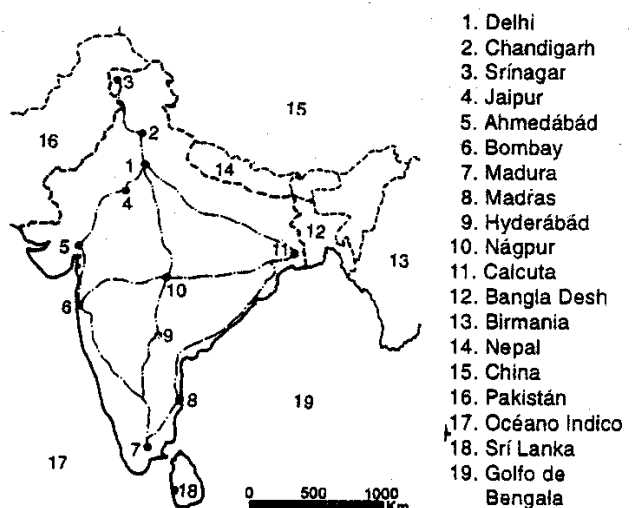 1. Delhi
2. Chandigarh
3. Srínagar
4. Jaipur
5. Ahmedábád
6. Bombay
7. Madura
8. Madras
9. Hyderábád
10. Nágpur
11. Calcuta
12. Bangla Desh
13. Birmania
14. Nepal
15. China
16. Pakistán
17. Océano Indico
18. Srí Lanka
19. Golfo de
Bengala
3
15
16
2
1
14
4
12
5
11
13
10
6
9
8
19
7
17
18
0 500 1000
Km